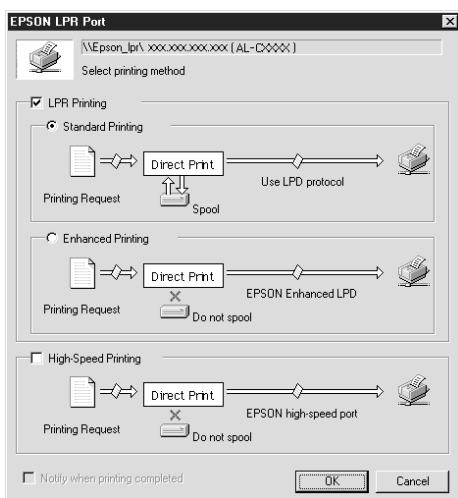 EPSON LPR Port
\\Epson_lpr\ xxx.xxx.xxx.xxx ( AL-CXXXX )
Select printing method
LPR Printing
Standard Printing
Direct Print
Use LPD protocol
Printing Request
Spool
Enhanced Printing
Direct Print
EPSON Enhanced LPD
Printing Request
Do not spool
High-Speed Printing
Direct Print
EPSON high-speed port
Printing Request
Do not spool
Notify when printing completed
OK
Cancel